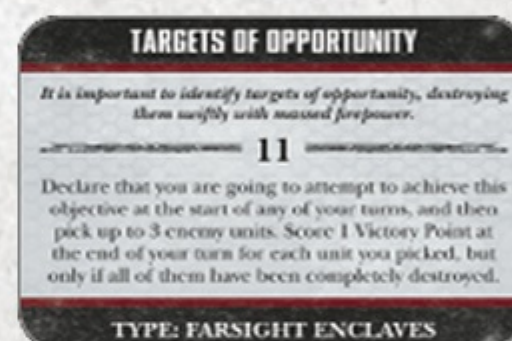 TARGETS OF OPPORTUNITY
It is important to identify targets of opportunity, destroying
them swiftly with massed firepower.
11
Declare that you are going to attempt to achieve this
objective at the start of any of your turns, and then
pick up to 3 enemy units. Score 1 Victory Point at
the end of your turn for each unit you picked, but
only if all of them have been completely destroyed.
TYPE: FARSIGHT ENCLAVES